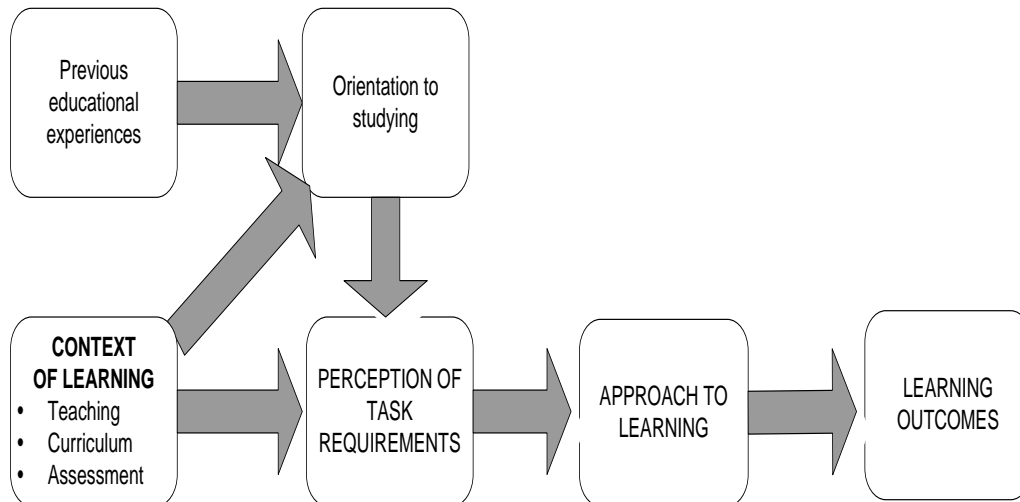 Previous
educational
experiences
Orientation to
studying
CONTEXT
OF LEARNING
• Teaching
• Curriculum
• Assessment
PERCEPTION OF
TASK
REQUIREMENTS
APPROACH TO
LEARNING
LEARNING
OUTCOMES